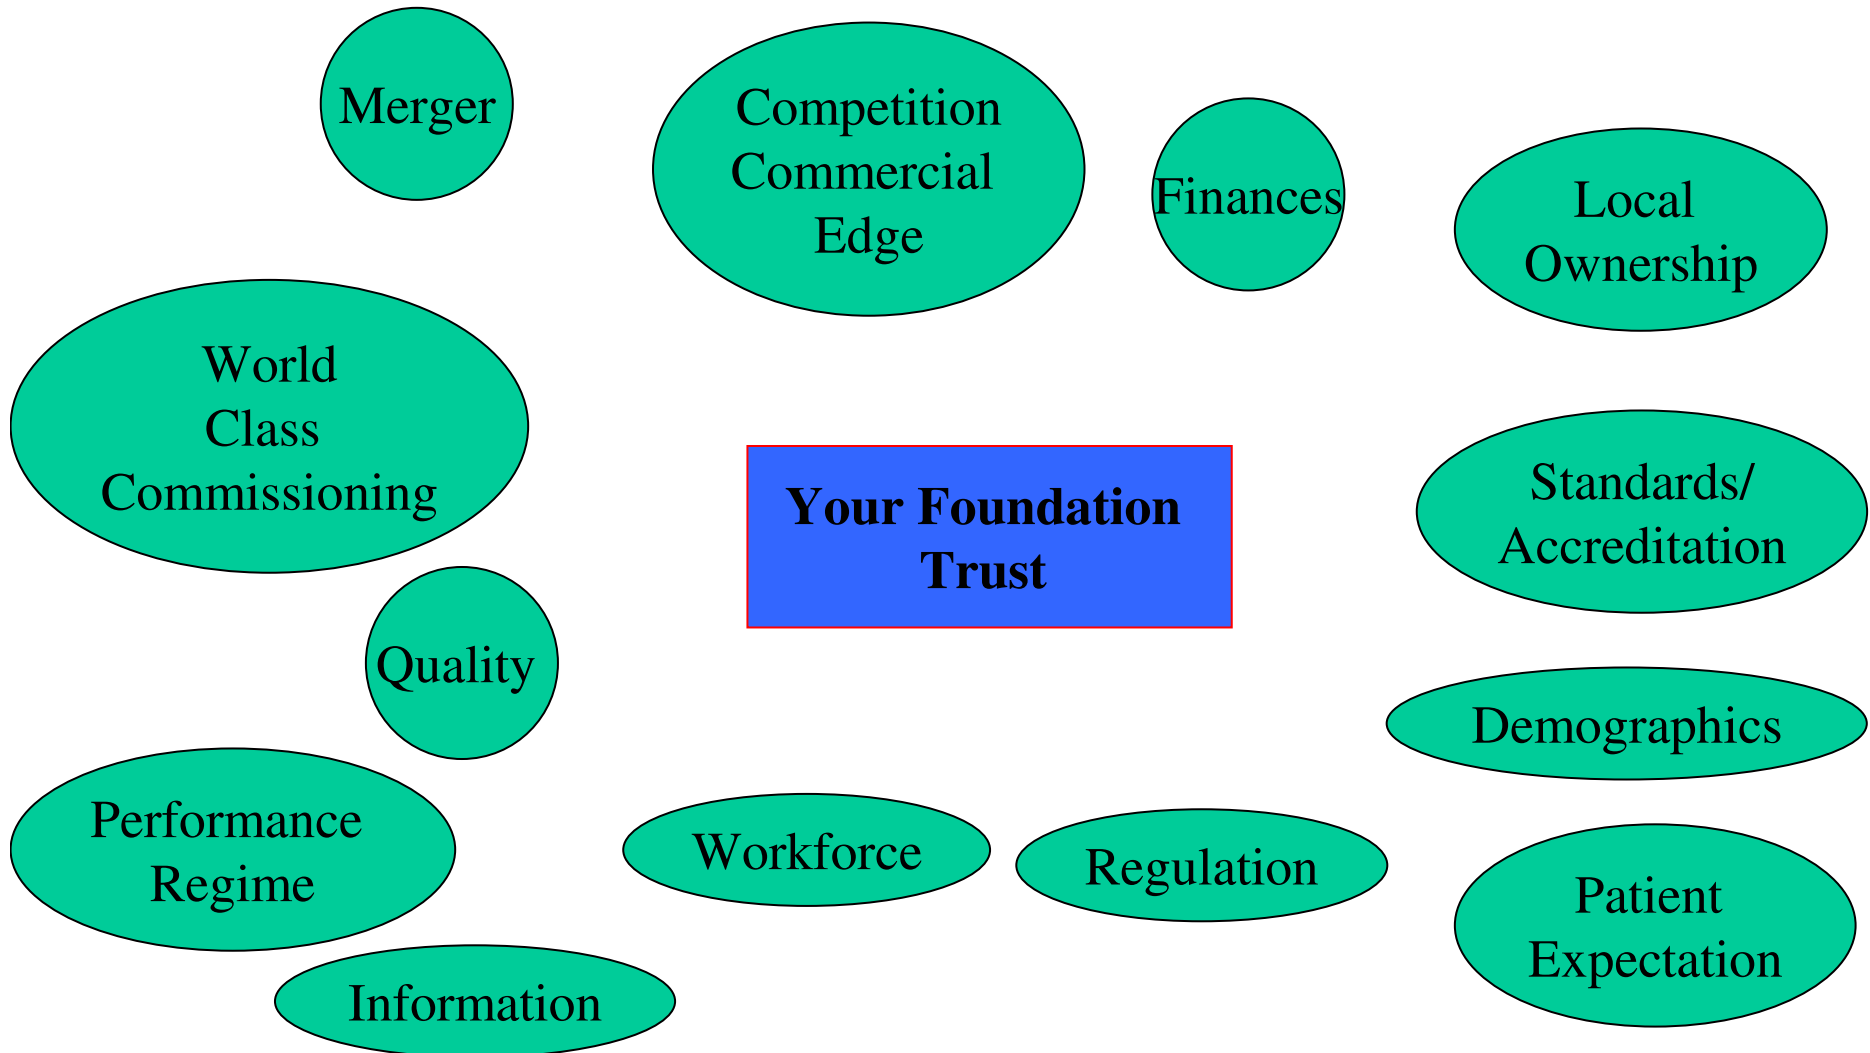 Merger
Competition
Commercial
Edge
Finances
Local
Ownership
World
Class
Commissioning
Your Foundation
Trust
Standards/
Accreditation
Quality
Demographics
Performance
Regime
Workforce
Regulation
Patient
Expectation
Information